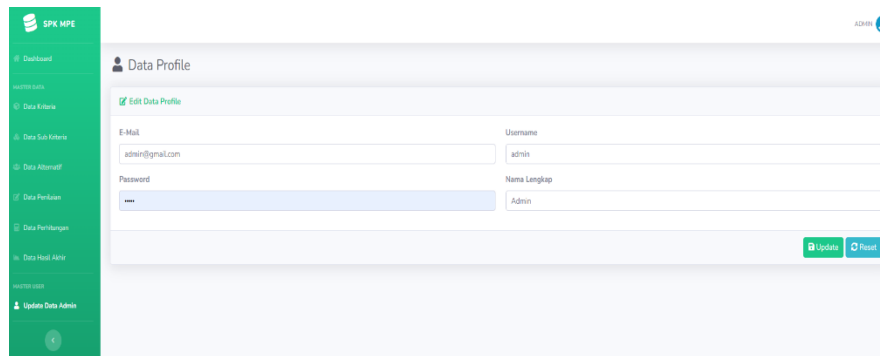 SPK MPE
ADMIN
Dashboard
Data Profile
MASTER DATA
Edit Data Profile
Data Kriteria
E-Mail
Username
Data Sub Kriteria
admin@gmail.com
admin
Data Alternatif
Password
Nama Lengkap
Data Penilaian
•••••
Admin
Data Perhitungan
Update
Reset
Data Hasil Akhir
MASTER USER
Update Data Admin